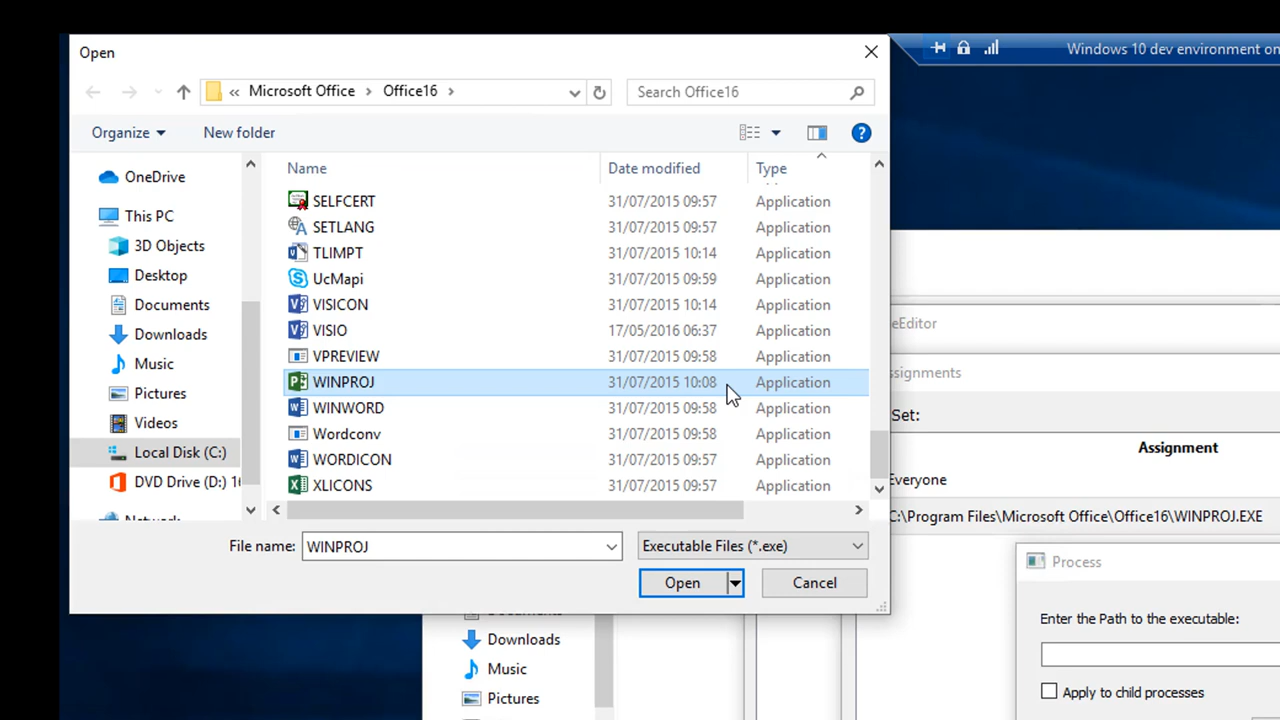 Open
Windows 10 dev environment on
« Microsoft Office > Office16 >
Search Office16
Organize
New folder
?
Name Date modified Type
OneDrive
This PC
3D Objects
Desktop
Documents
Downloads
Music
Pictures
Videos
Local Disk (C:)
DVD Drive (D:) 16
Network
SELFCERT 31/07/2015 09:57 Application
SETLANG 31/07/2015 09:57 Application
TLIMPT 31/07/2015 10:14 Application
UcMapi 31/07/2015 09:59 Application
VISICON 31/07/2015 10:14 Application
VISIO 17/05/2016 06:37 Application
VPREVIEW 31/07/2015 09:58 Application
WINPROJ 31/07/2015 10:08 Application
WINWORD 31/07/2015 09:58 Application
Wordconv 31/07/2015 09:58 Application
WORDICON 31/07/2015 09:57 Application
XLICONS 31/07/2015 09:57 Application
File name: WINPROJ
Executable Files (*.exe)
Open
Cancel
eEditor
ssignments
Set:
Assignment
Everyone
C:\Program Files\Microsoft Office\Office16\WINPROJ.EXE
Process
Enter the Path to the executable:
Apply to child processes
Documents
Downloads
Music
Pictures